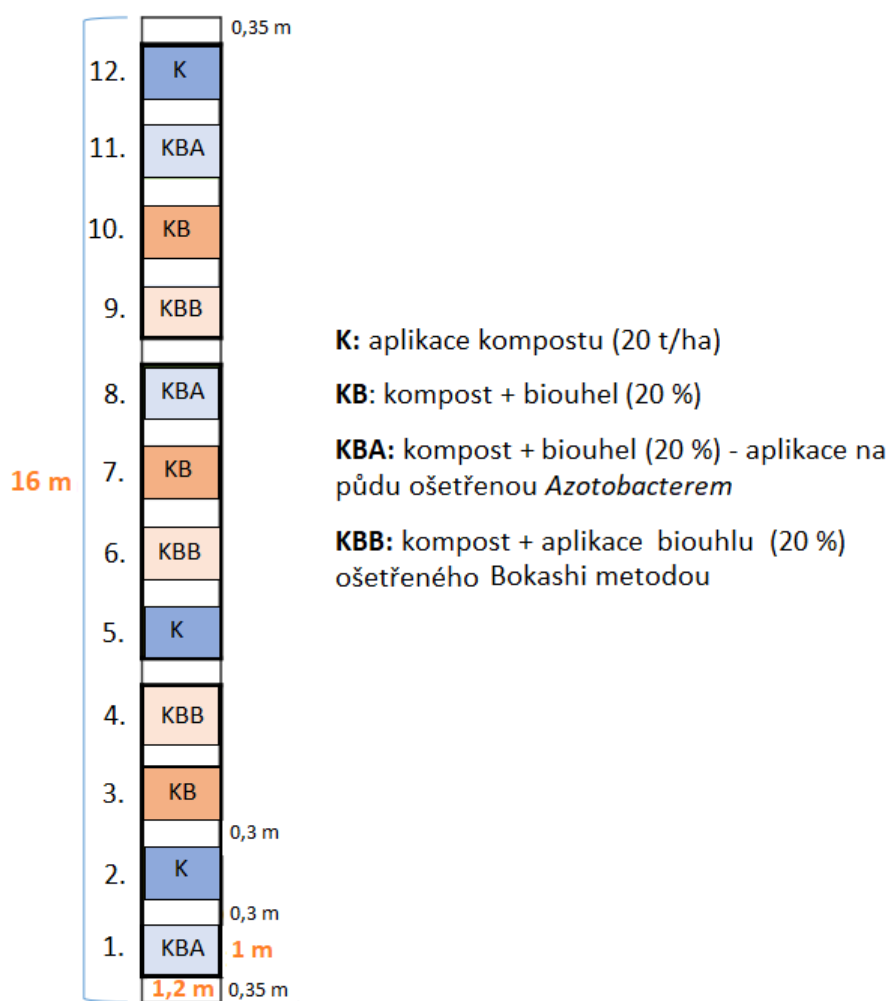 0,35 m
12. K
11. KBA
10. KB
9. KBB
8. KBA
7. KB
6. KBB
5. K
4. KBB
3. KB
0,3 m
2. K
0,3 m
1. KBA 1 m
1,2 m 0,35 m
16 m
K: aplikace kompostu (20 t/ha)
KB: kompost + biouhel (20 %)
KBA: kompost + biouhel (20 %) - aplikace na
půdu ošetřenou Azotobacterem
KBB: kompost + aplikace biouhlu (20 %)
ošetřeného Bokashi metodou